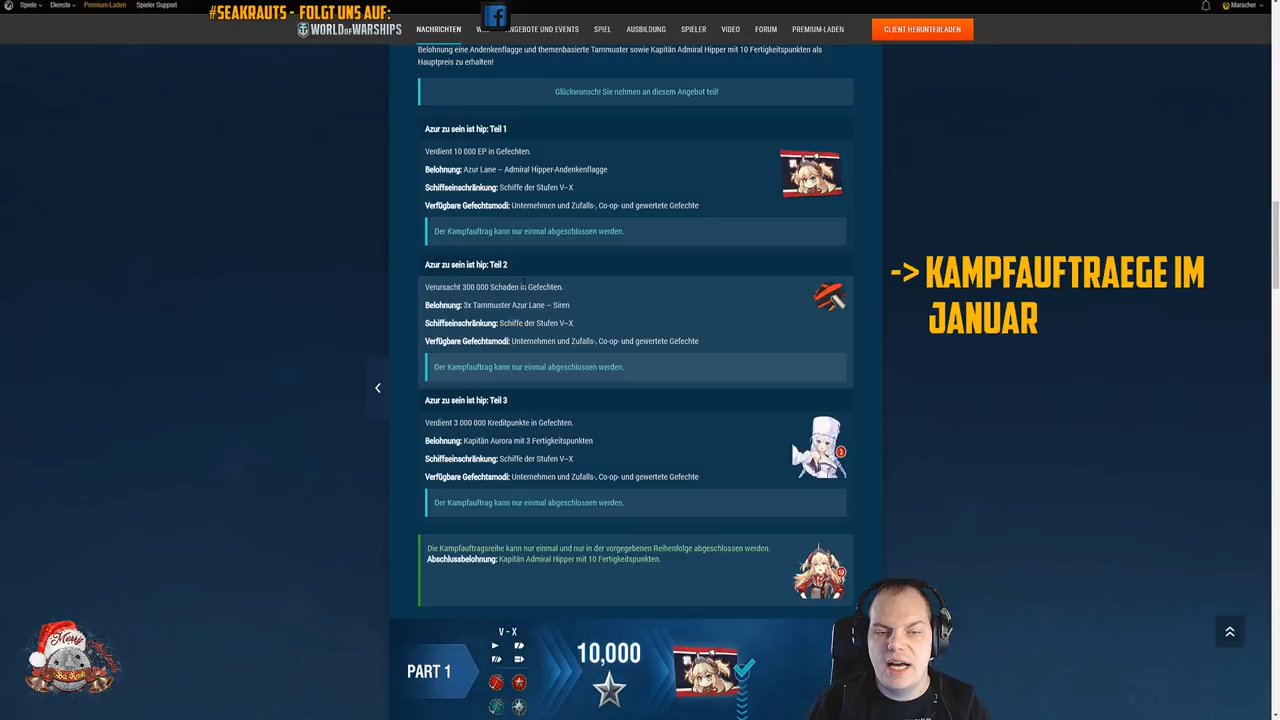 Spiele Dienste Premium-Laden Spieler Support
#SEAKRAUTS - FOLGT UNS AUF:
Maracher
WORLD OF WARSHIPS
NACHRICHTEN ANGEBOTE UND EVENTS SPIEL AUSBILDUNG SPIELER VIDEO FORUM PREMIUM-LADEN CLIENT HERUNTERLADEN
Belohnung eine Andenkenflagge und themenbasierte Tarnmuster sowie Kapitän Admiral Hipper mit 10 Fertigkeitspunkten als
Hauptpreis zu erhalten!
Glückwunsch! Sie nehmen an diesem Angebot teil!
Azur zu sein ist hip: Teil 1
Verdient 10 000 EP in Gefechten.
Belohnung: Azur Lane – Admiral Hipper-Andenkenflagge
Schiffseinschränkung: Schiffe der Stufen V–X
Verfügbare Gefechtsmodi: Unternehmen und Zufalls-, Co-op- und gewertete Gefechte
Der Kampfauftrag kann nur einmal abgeschlossen werden.
Azur zu sein ist hip: Teil 2
Verursacht 300 000 Schaden in Gefechten.
Belohnung: 3x Tarnmuster Azur Lane – Siren
Schiffseinschränkung: Schiffe der Stufen V–X
Verfügbare Gefechtsmodi: Unternehmen und Zufalls-, Co-op- und gewertete Gefechte
Der Kampfauftrag kann nur einmal abgeschlossen werden.
-> KAMPFAUFTRAEGE IM
JANUAR
Azur zu sein ist hip: Teil 3
Verdient 3 000 000 Kreditpunkte in Gefechten.
Belohnung: Kapitän Aurora mit 3 Fertigkeitspunkten
3
Schiffseinschränkung: Schiffe der Stufen V–X
Verfügbare Gefechtsmodi: Unternehmen und Zufalls-, Co-op- und gewertete Gefechte
Der Kampfauftrag kann nur einmal abgeschlossen werden.
Die Kampfauftragsreihe kann nur einmal und nur in der vorgegebenen Reihenfolge abgeschlossen werden.
Abschlussbelohnung: Kapitän Admiral Hipper mit 10 Fertigkeitspunkten.
10
V - X
PART 1
10,000
Merry